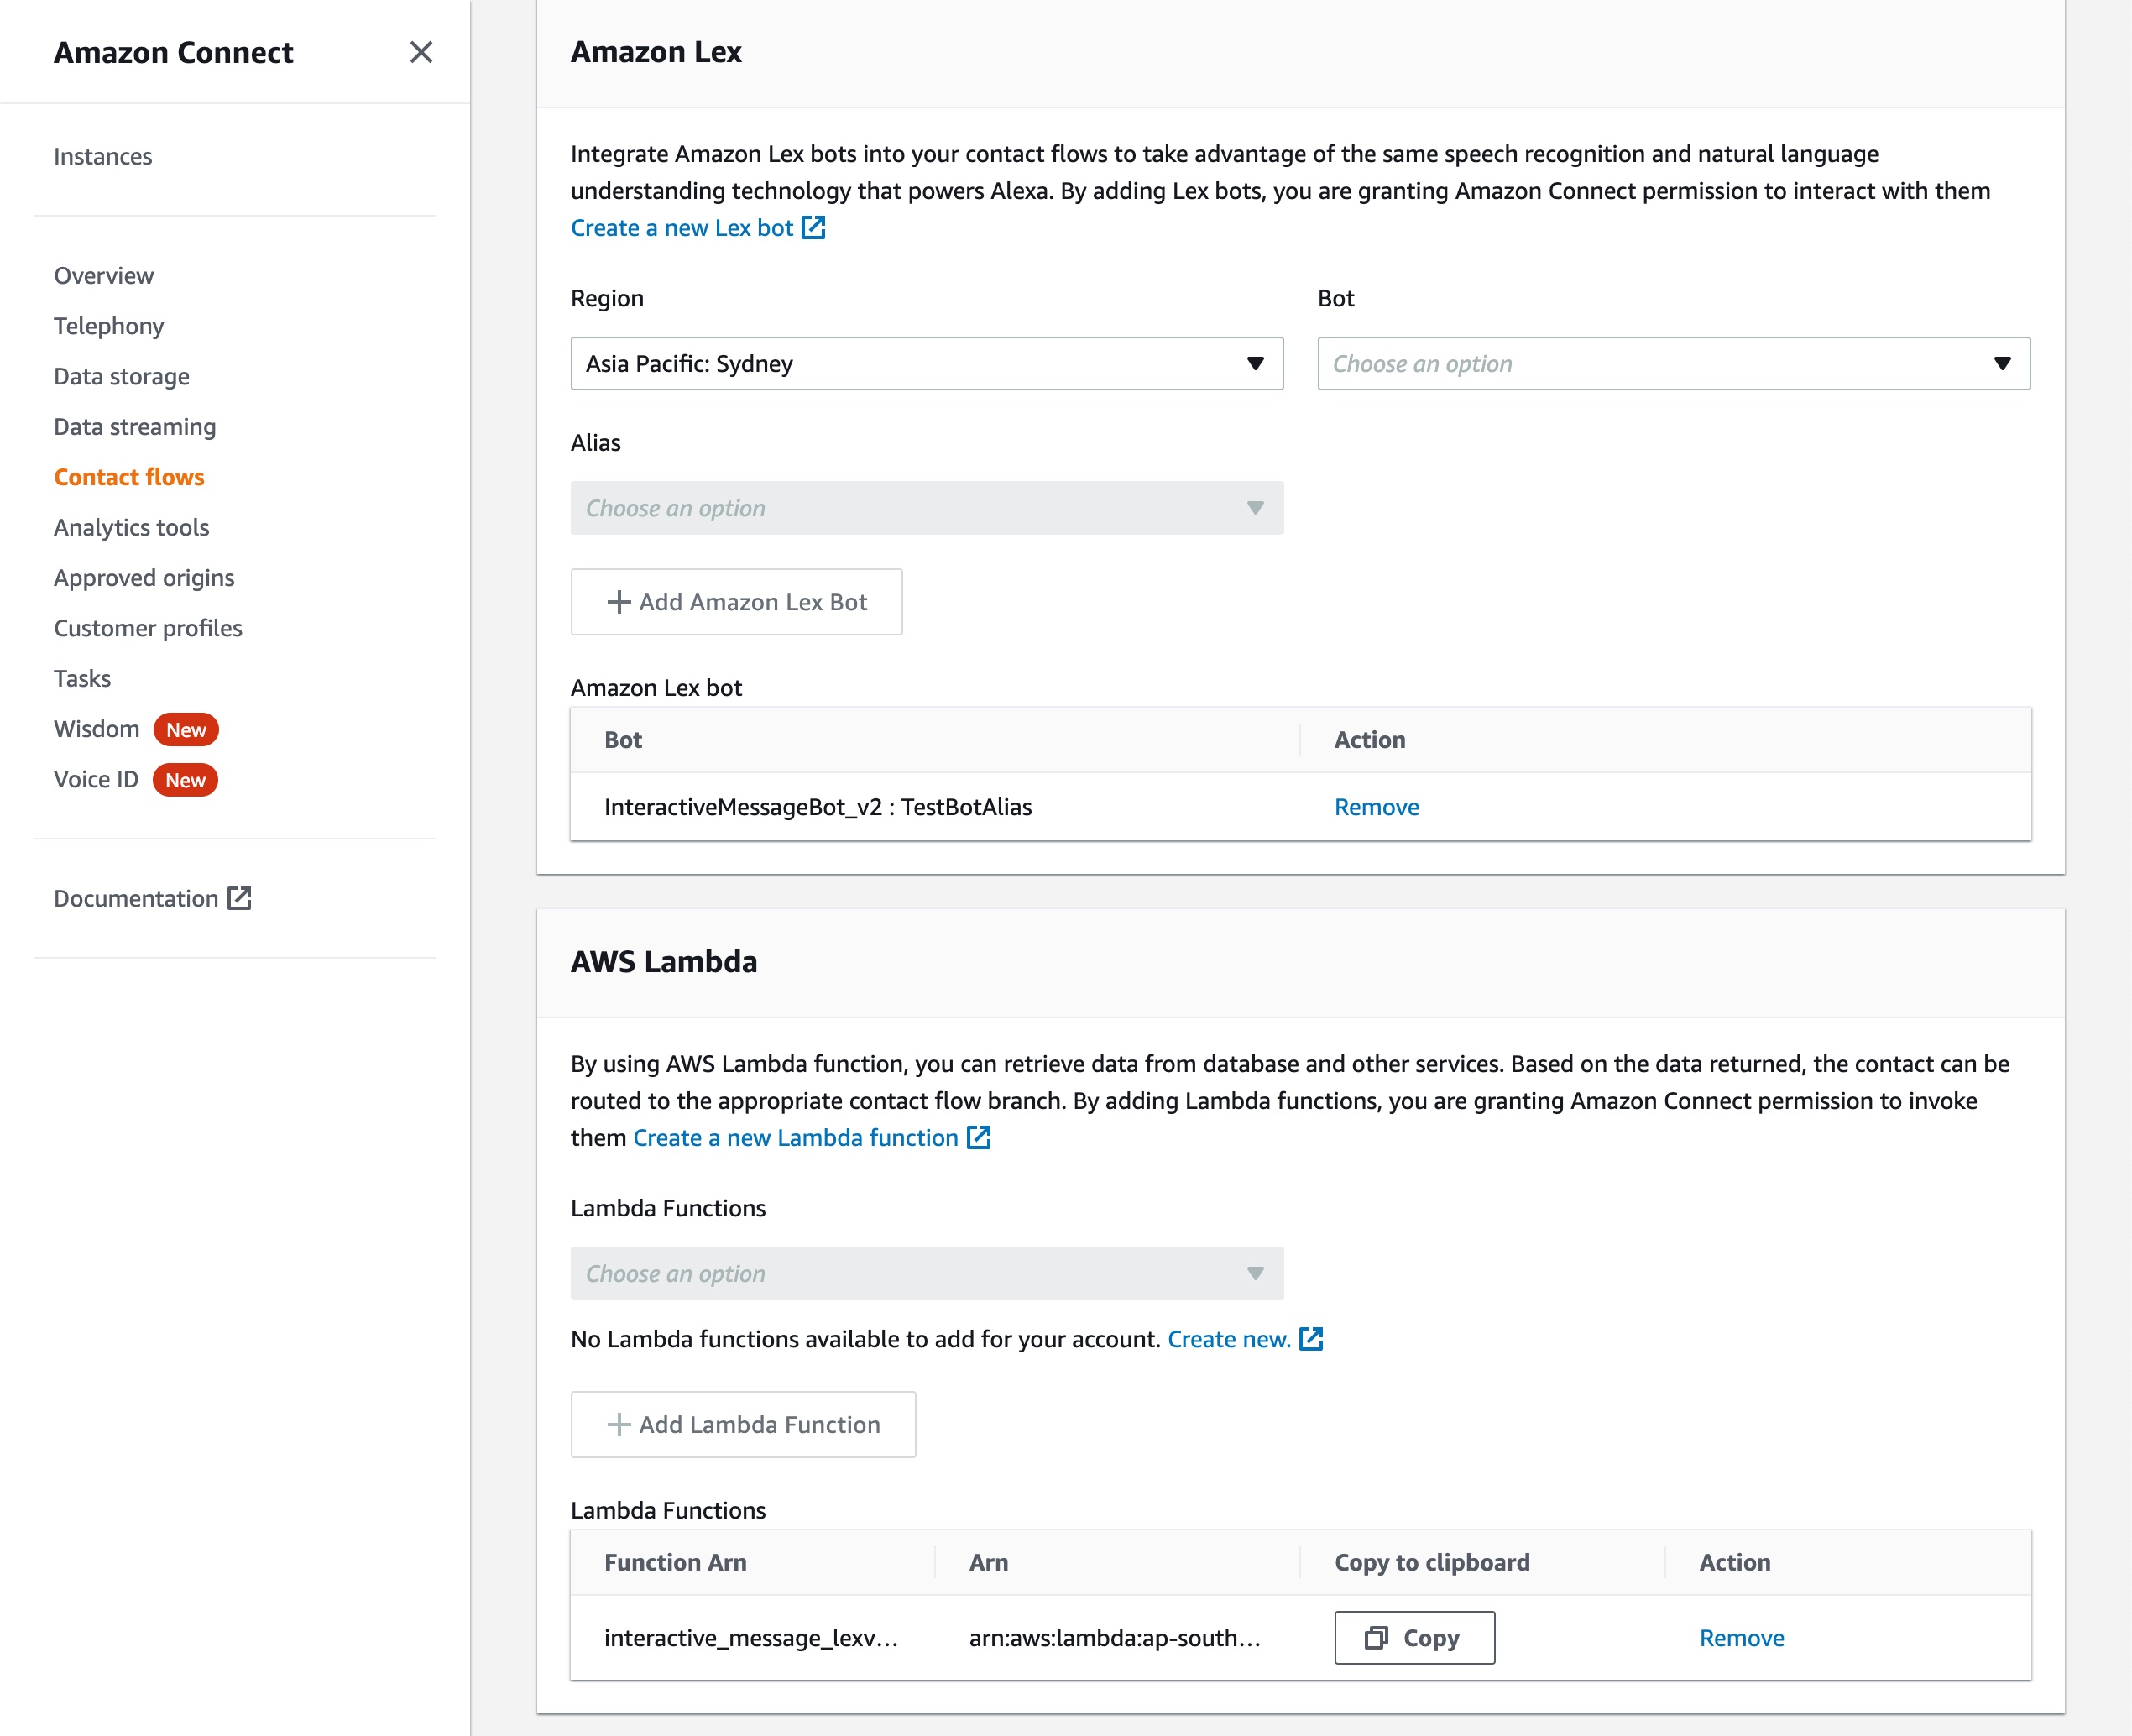 Amazon Connect
Instances
Overview
Telephony
Data storage
Data streaming
Contact flows
Analytics tools
Approved origins
Customer profiles
Tasks
Wisdom New
Voice ID New
Documentation
Amazon Lex
Integrate Amazon Lex bots into your contact flows to take advantage of the same speech recognition and natural language
understanding technology that powers Alexa. By adding Lex bots, you are granting Amazon Connect permission to interact with them
Create a new Lex bot
Region Bot
Asia Pacific: Sydney Choose an option
Alias
Choose an option
Add Amazon Lex Bot
Amazon Lex bot
Bot Action
InteractiveMessageBot_v2 : TestBotAlias Remove
AWS Lambda
By using AWS Lambda function, you can retrieve data from database and other services. Based on the data returned, the contact can be
routed to the appropriate contact flow branch. By adding Lambda functions, you are granting Amazon Connect permission to invoke
them Create a new Lambda function
Lambda Functions
Choose an option
No Lambda functions available to add for your account. Create new.
Add Lambda Function
Lambda Functions
Function Arn Arn Copy to clipboard Action
interactive_message_lexv... arn:aws:lambda:ap-south... Copy Remove